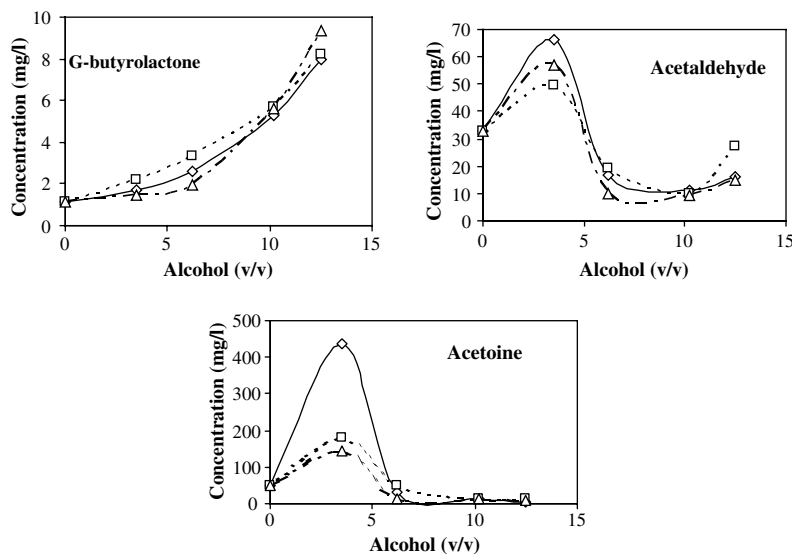 G-butyrolactone
Concentration (mg/l)
10
8
6
4
2
0
0 5 10 15
Alcohol (v/v)
Acetaldehyde
Concentration (mg/l)
70
60
50
40
30
20
10
0
0 5 10 15
Alcohol (v/v)
Acetoine
Concentration (mg/l)
500
400
300
200
100
0
0 5 10 15
Alcohol (v/v)